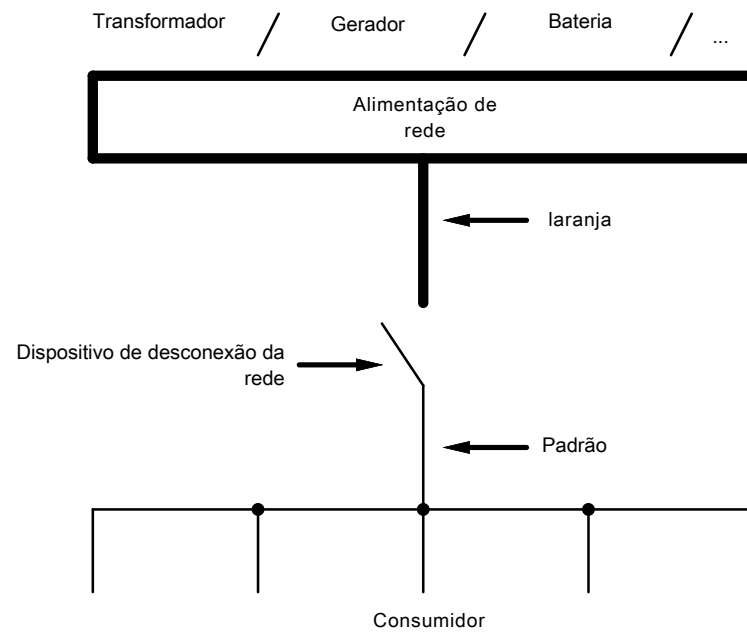 Transformador / Gerador / Bateria / ...
Alimentação de
rede
laranja
Dispositivo de desconexão da
rede
Padrão
Consumidor